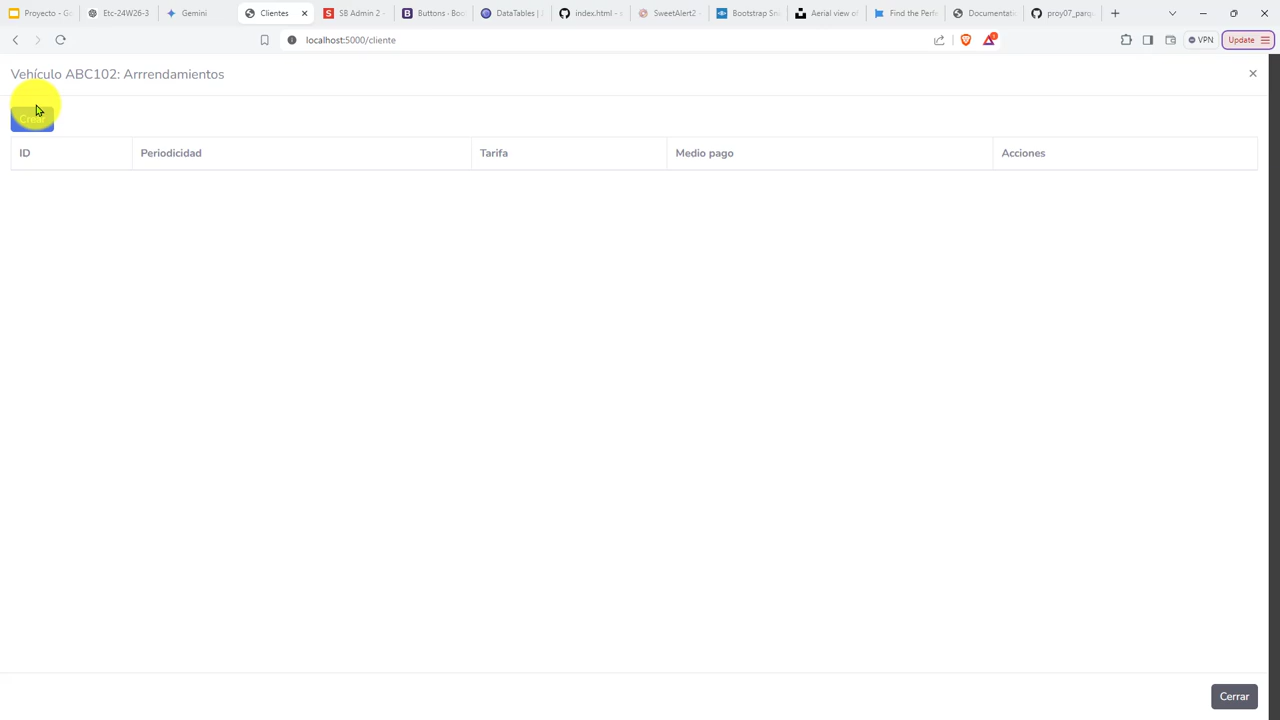 Proyecto - S
Etc-24W26-3
Gemini
Clientes
SB Admin 2 -
Buttons - Boo
DataTables |
index.html -
SweetAlert2
Bootstrap Sn
Aerial view of
Find the Perf
Documentati
proy07_parq
localhost:5000/cliente
VPN
Update
Vehículo ABC102: Arrrendamientos
Crear
ID
Periodicidad
Tarifa
Medio pago
Acciones
Cerrar